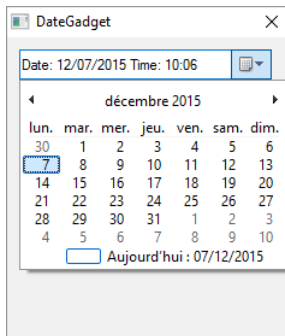 DateGadget
Date: 12/07/2015 Time: 10:06
décembre 2015
lun. mar. mer. jeu. ven. sam. dim.
30 1 2 3 4 5 6
7 8 9 10 11 12 13
14 15 16 17 18 19 20
21 22 23 24 25 26 27
28 29 30 31 1 2 3
4 5 6 7 8 9 10
Aujourd'hui : 07/12/2015